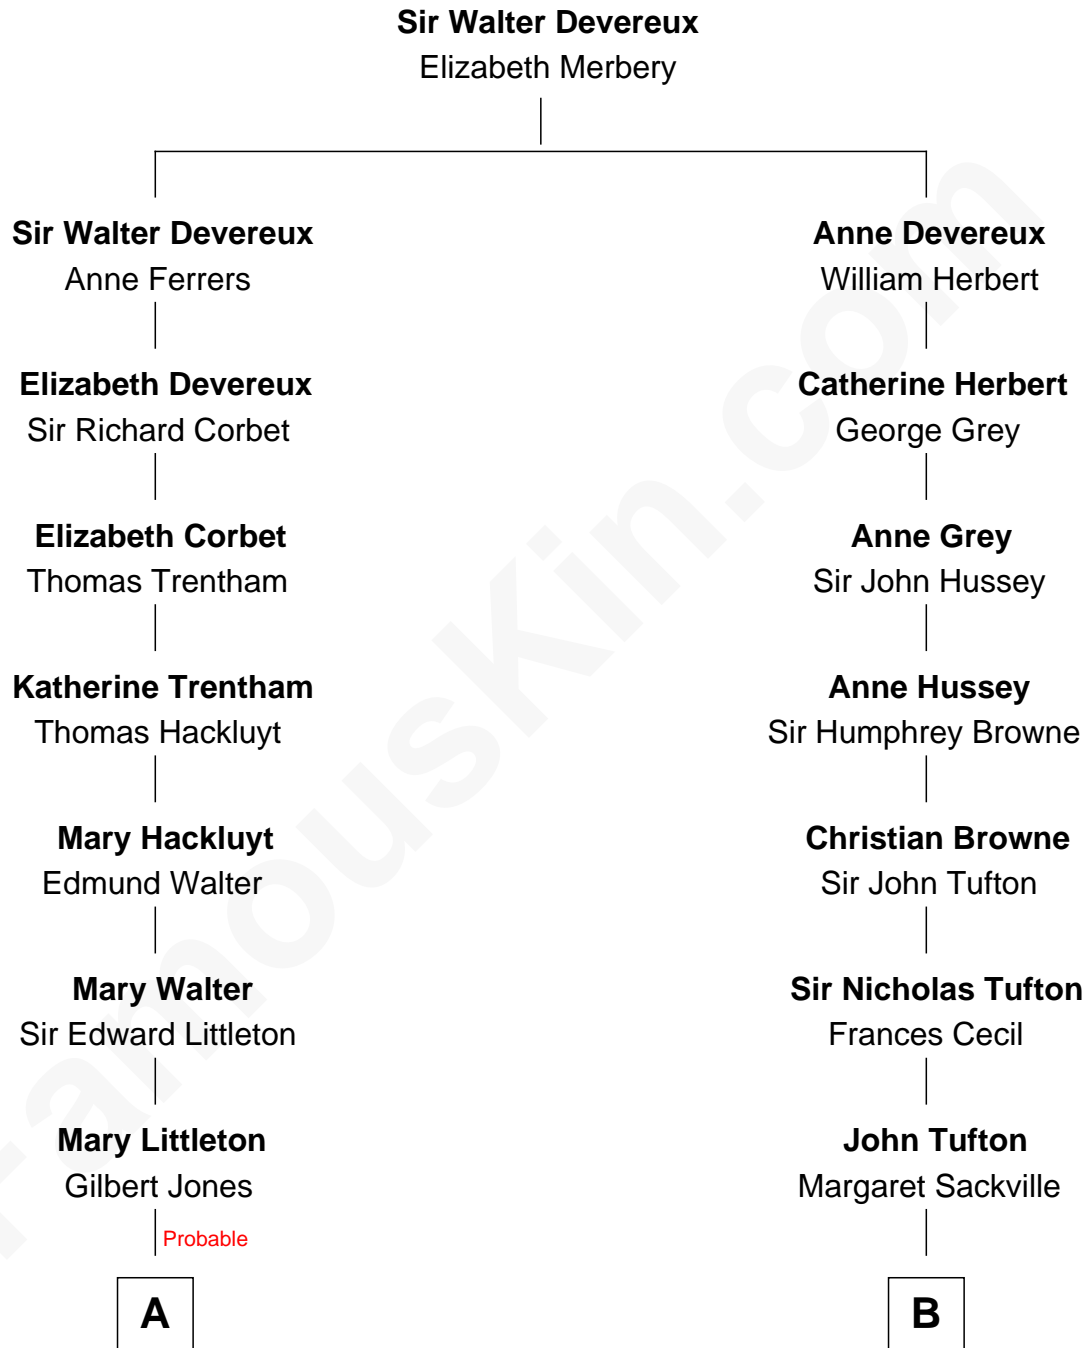 Sir Walter Devereux
Elizabeth Merbery
Sir Walter Devereux
Anne Ferrers
Anne Devereux
William Herbert
Elizabeth Devereux
Sir Richard Corbet
Catherine Herbert
George Grey
Elizabeth Corbet
Thomas Trentham
Anne Grey
Sir John Hussey
Katherine Trentham
Thomas Hackluyt
Anne Hussey
Sir Humphrey Browne
Mary Hackluyt
Edmund Walter
Christian Browne
Sir John Tufton
Mary Walter
Sir Edward Littleton
Sir Nicholas Tufton
Frances Cecil
Mary Littleton
Gilbert Jones
John Tufton
Margaret Sackville
Probable
A
B
FamousKin.com